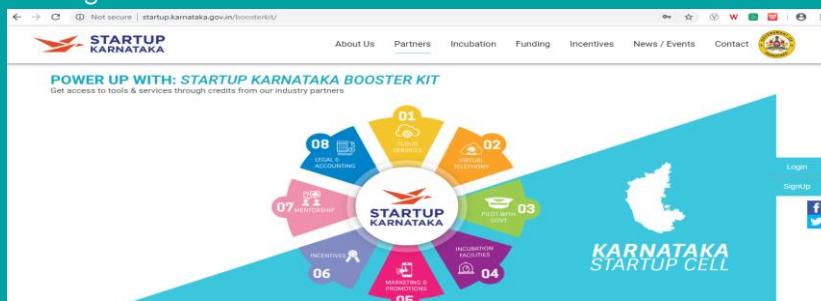 Not secure | startup.karnataka.gov.in/boosterkit/
STARTUP
KARNATAKA
About Us Partners Incubation Funding Incentives News / Events Contact
POWER UP WITH: STARTUP KARNATAKA BOOSTER KIT
Get access to tools & services through credits from our industry partners
01
CLOUD
SERVICES
08
LEGAL &
ACCOUNTING
02
VIRTUAL
TELEPHONY
Login
SignUp
07 MENTORSHIP
STARTUP
KARNATAKA
PILOT WITH
GOVT
03
INCENTIVES
06
INCUBATION
FACILITIES
04
MARKETING &
PROMOTIONS
05
KARNATAKA
STARTUP CELL